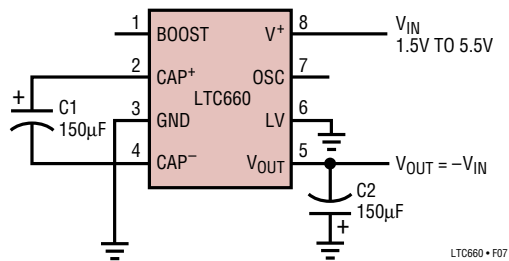 1 BOOST V+ 8
VIN
1.5V TO 5.5V
2 CAP+ OSC 7
LTC660
+ C1
150µF
3 GND LV 6
4 CAP– VOUT 5
VOUT = –VIN
C2
150µF
+
LTC660 • F07